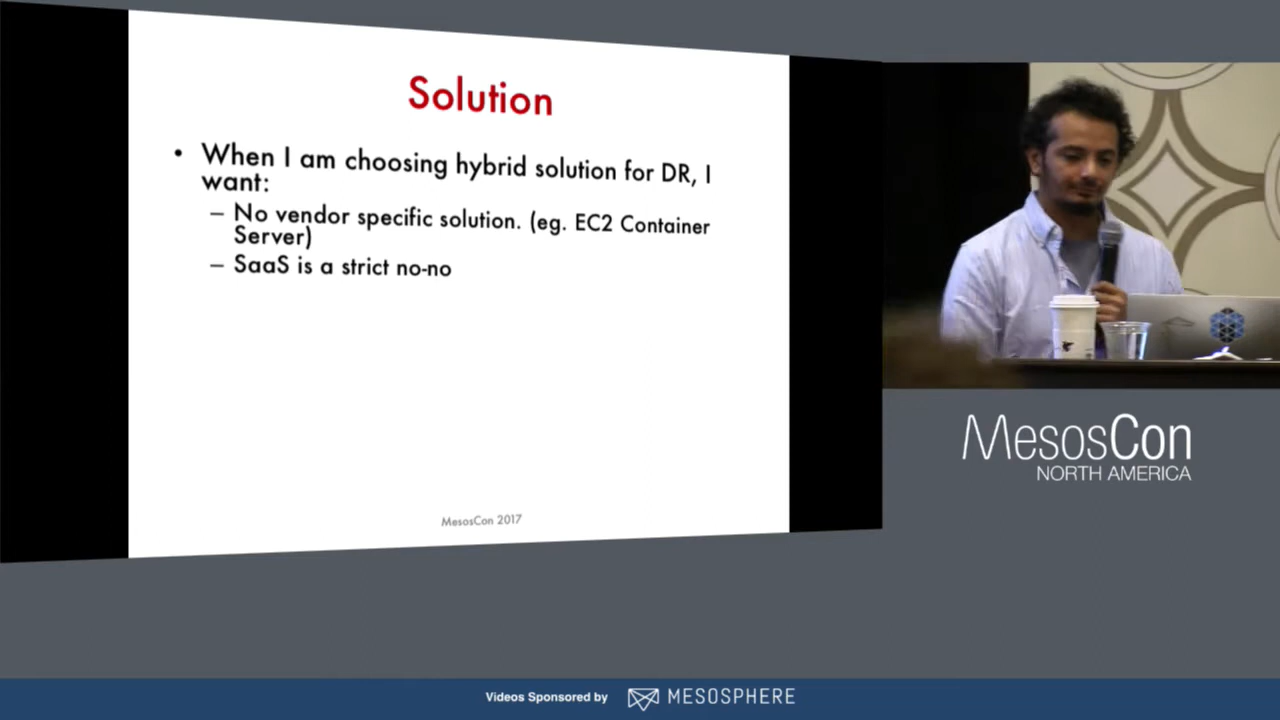 Solution
• When I am choosing hybrid solution for DR, I
want:
– No vendor specific solution. (eg. EC2 Container
Server)
– SaaS is a strict no-no
MesosCon 2017
MesosCon
NORTH AMERICA
Videos Sponsored by MESOSPHERE